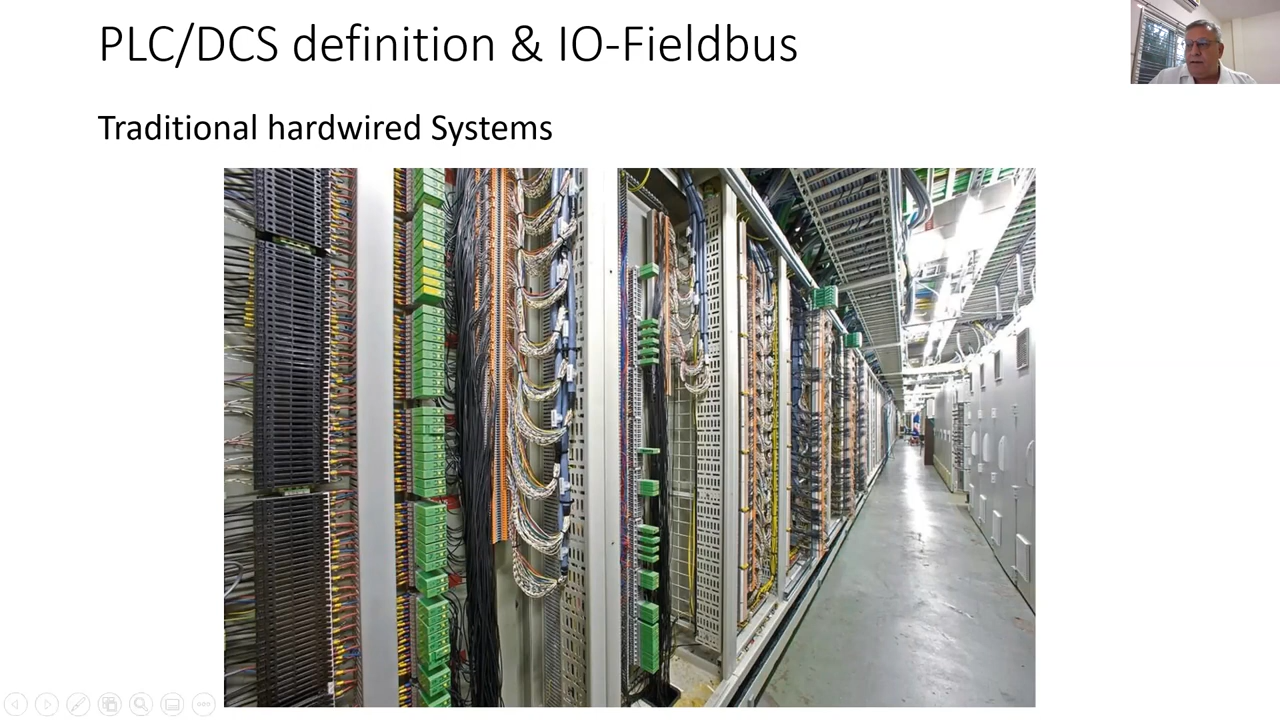 PLC/DCS definition & IO-Fieldbus
Traditional hardwired Systems